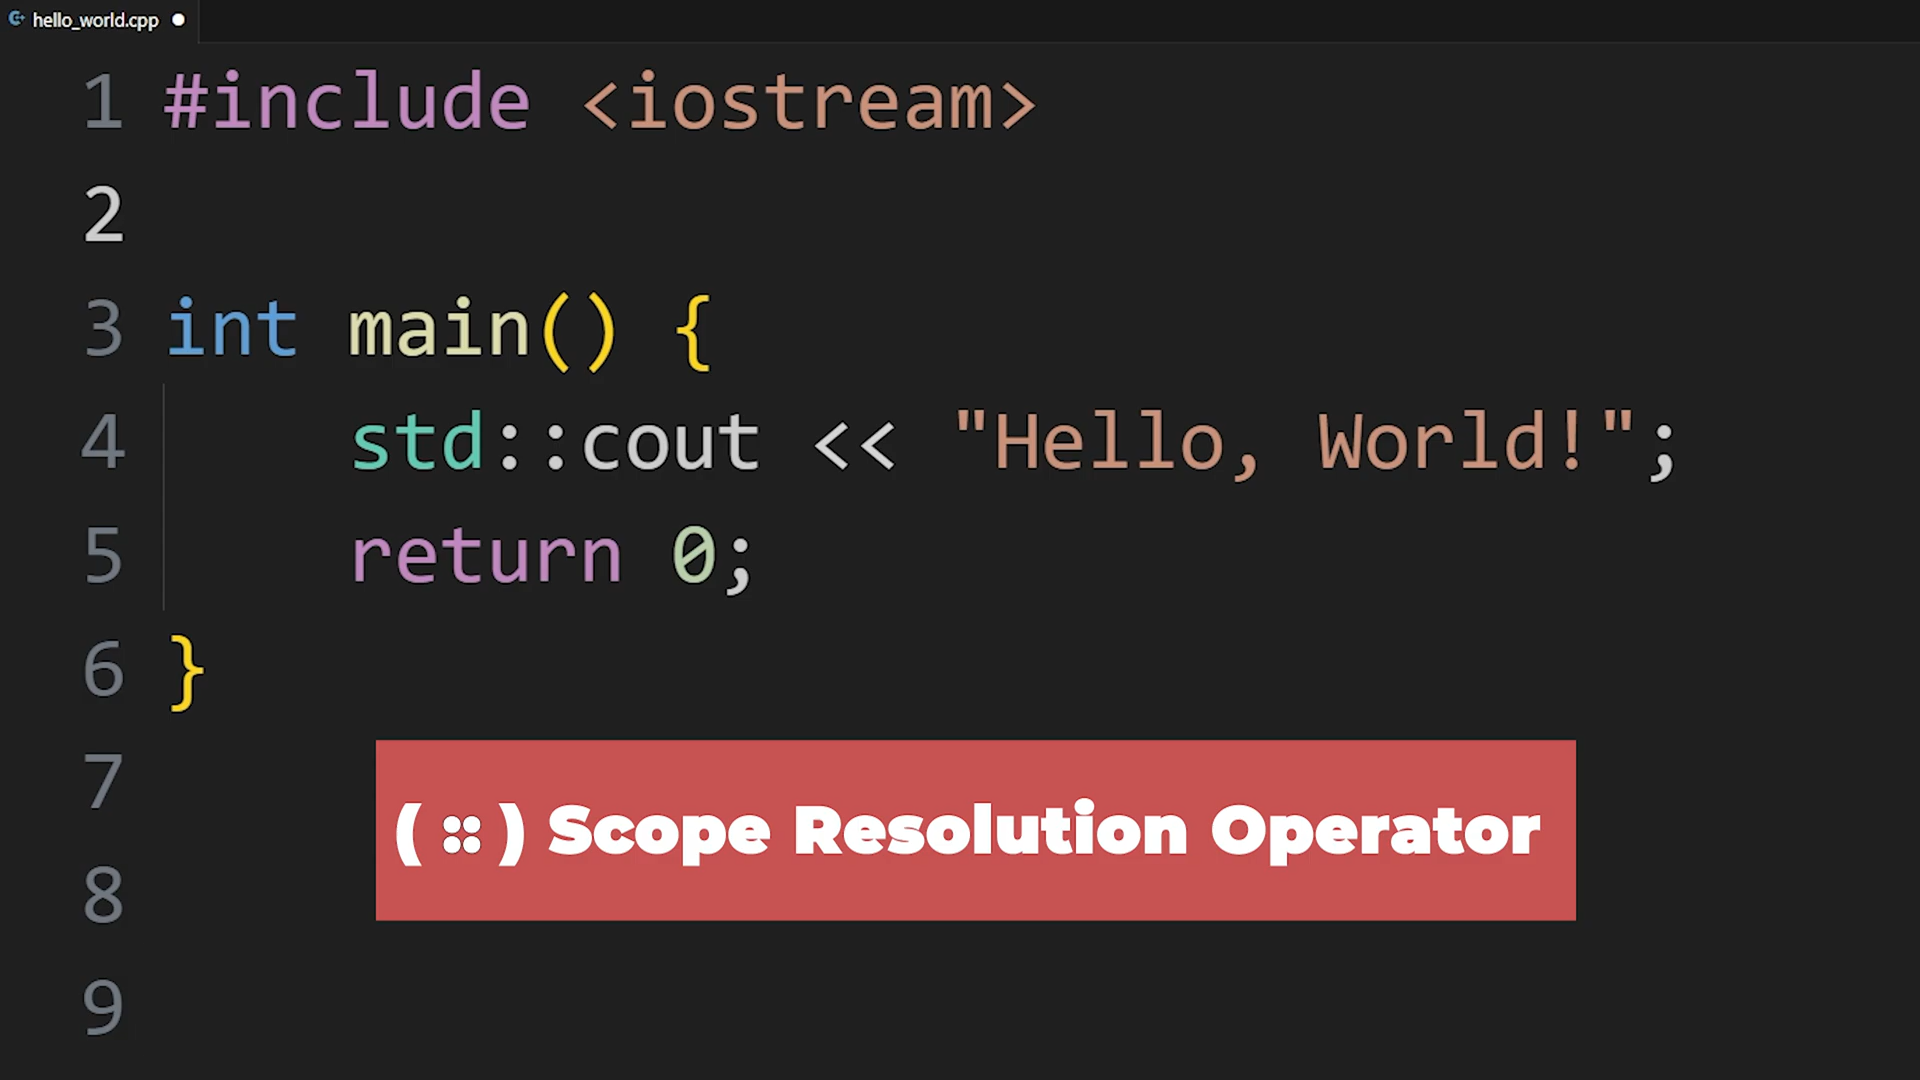 hello_world.cpp
1 #include <iostream>
2
3 int main() {
4     std::cout << "Hello, World!";
5     return 0;
6 }
7
( :: ) Scope Resolution Operator
8
9